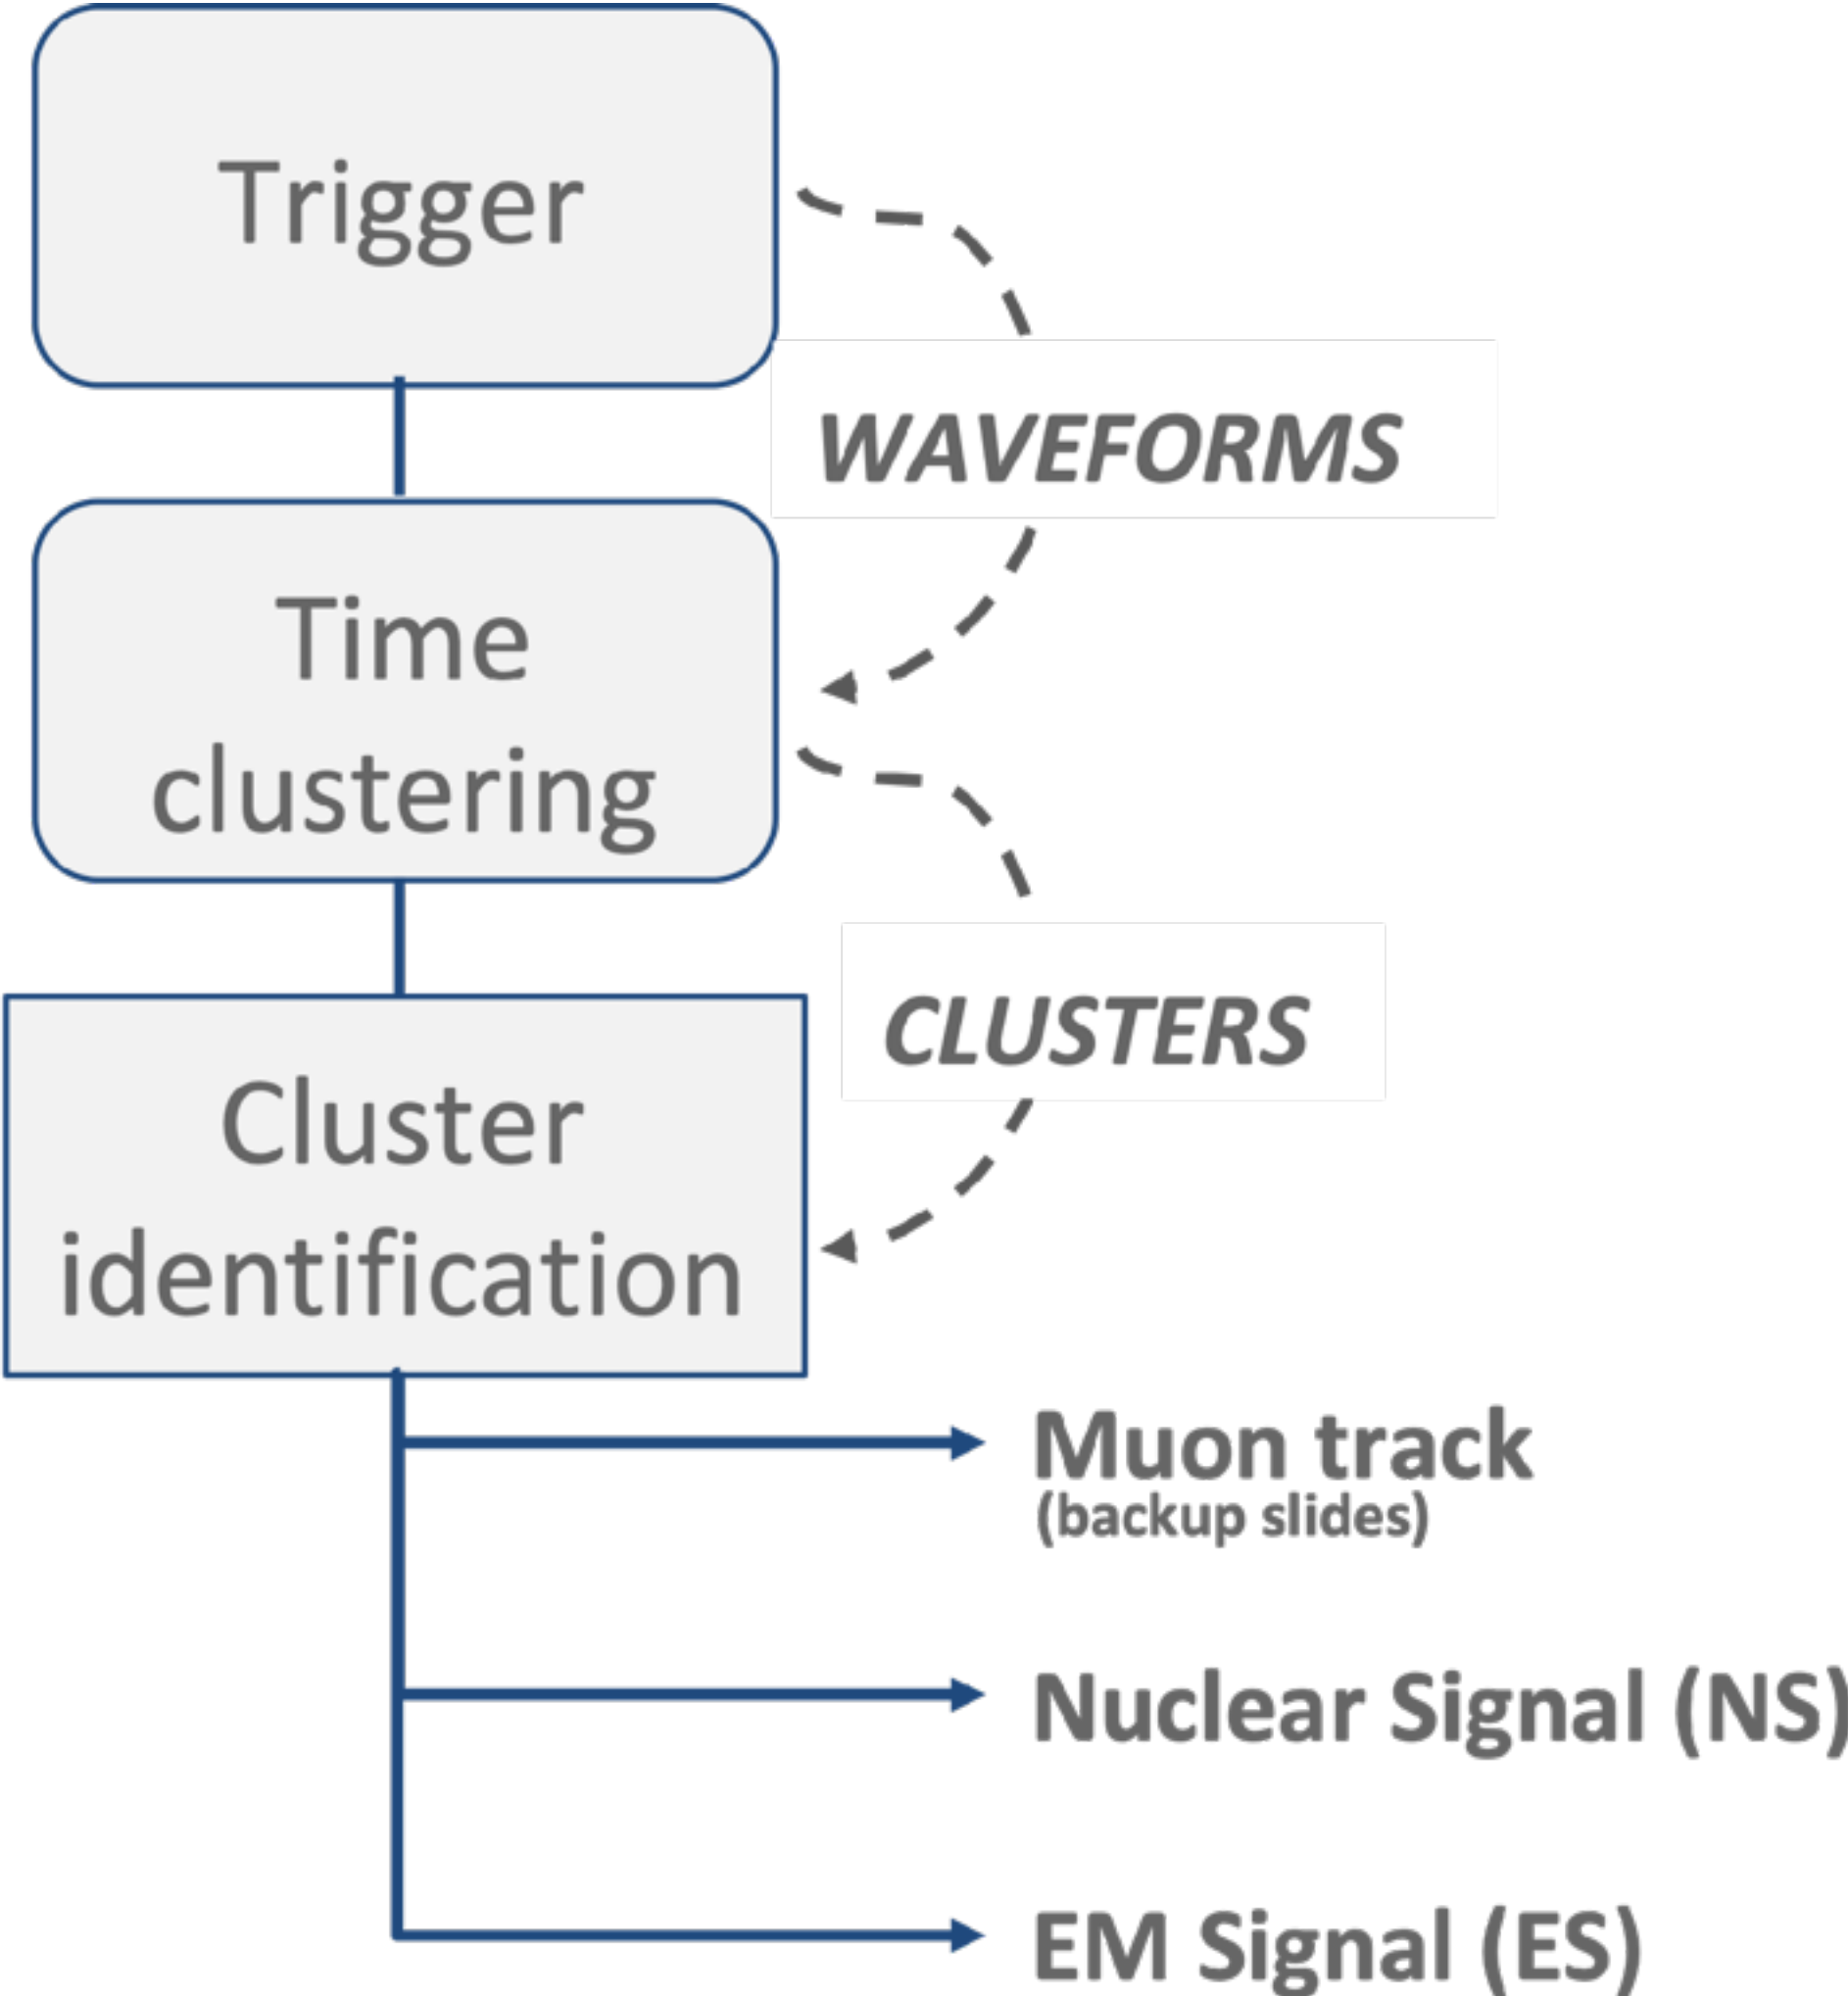 Trigger
WAVEFORMS
Time
clustering
CLUSTERS
Cluster
identification
Muon track
(backup slides)
Nuclear Signal (NS)
EM Signal (ES)